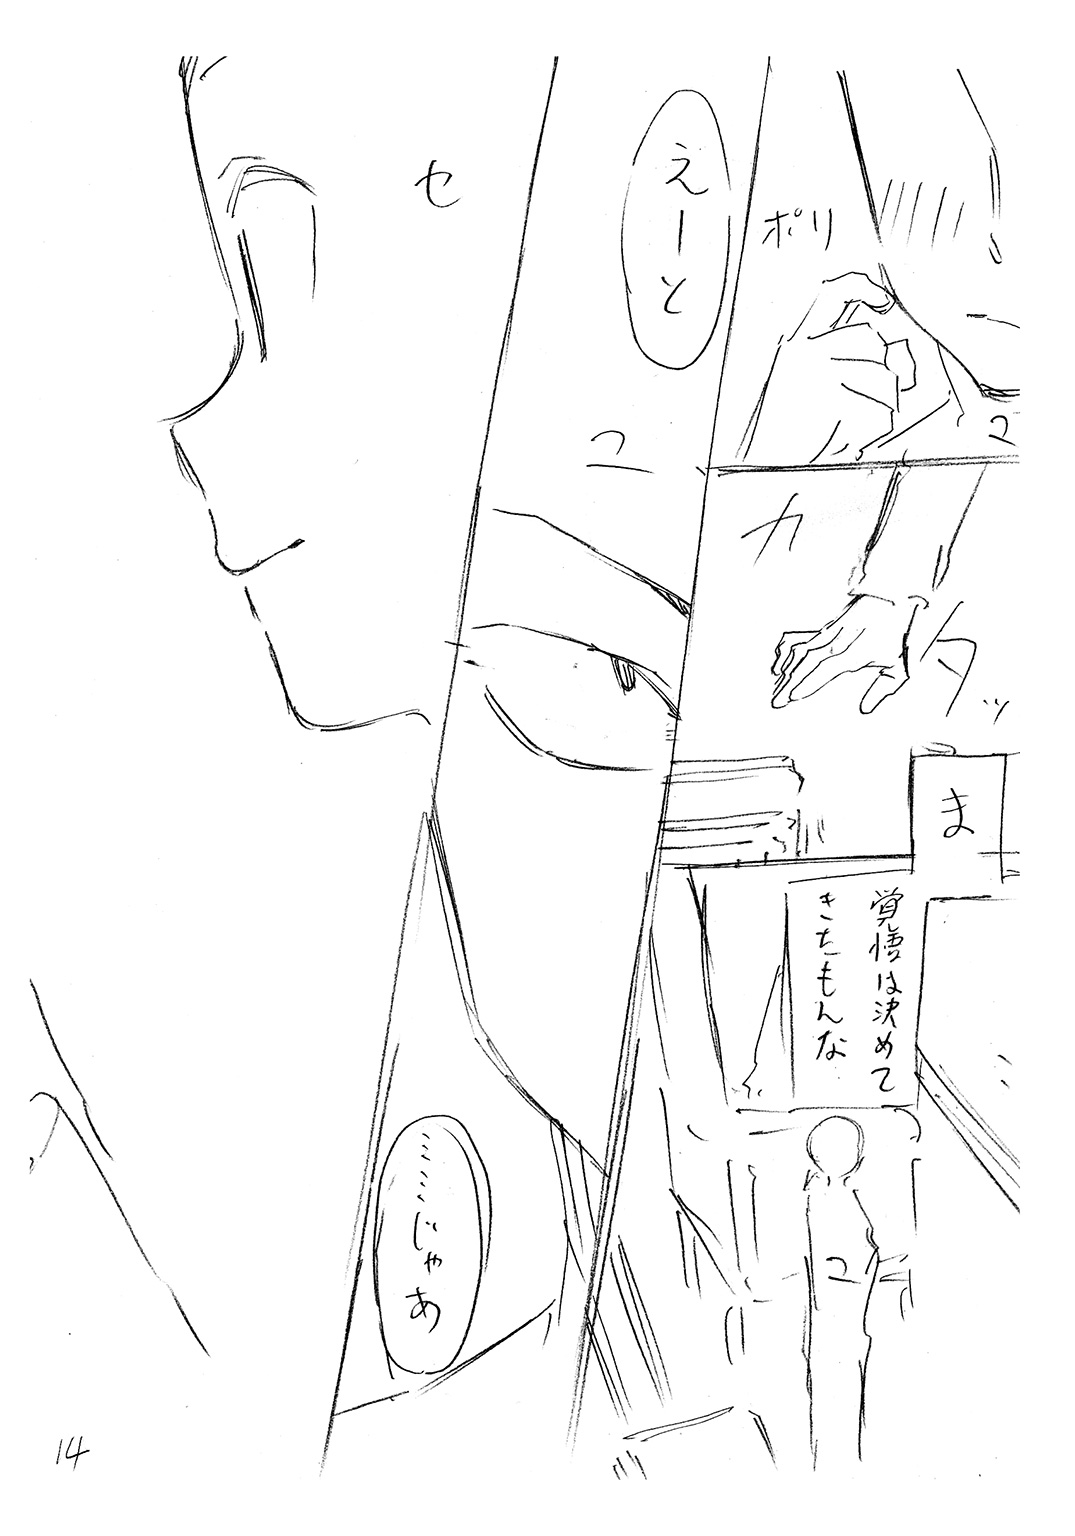 ポリ
ユ
カ
タッ
ま
覚悟は決めて
きたもんな
ユ
えーと
ユ
……じゃあ
セ
14